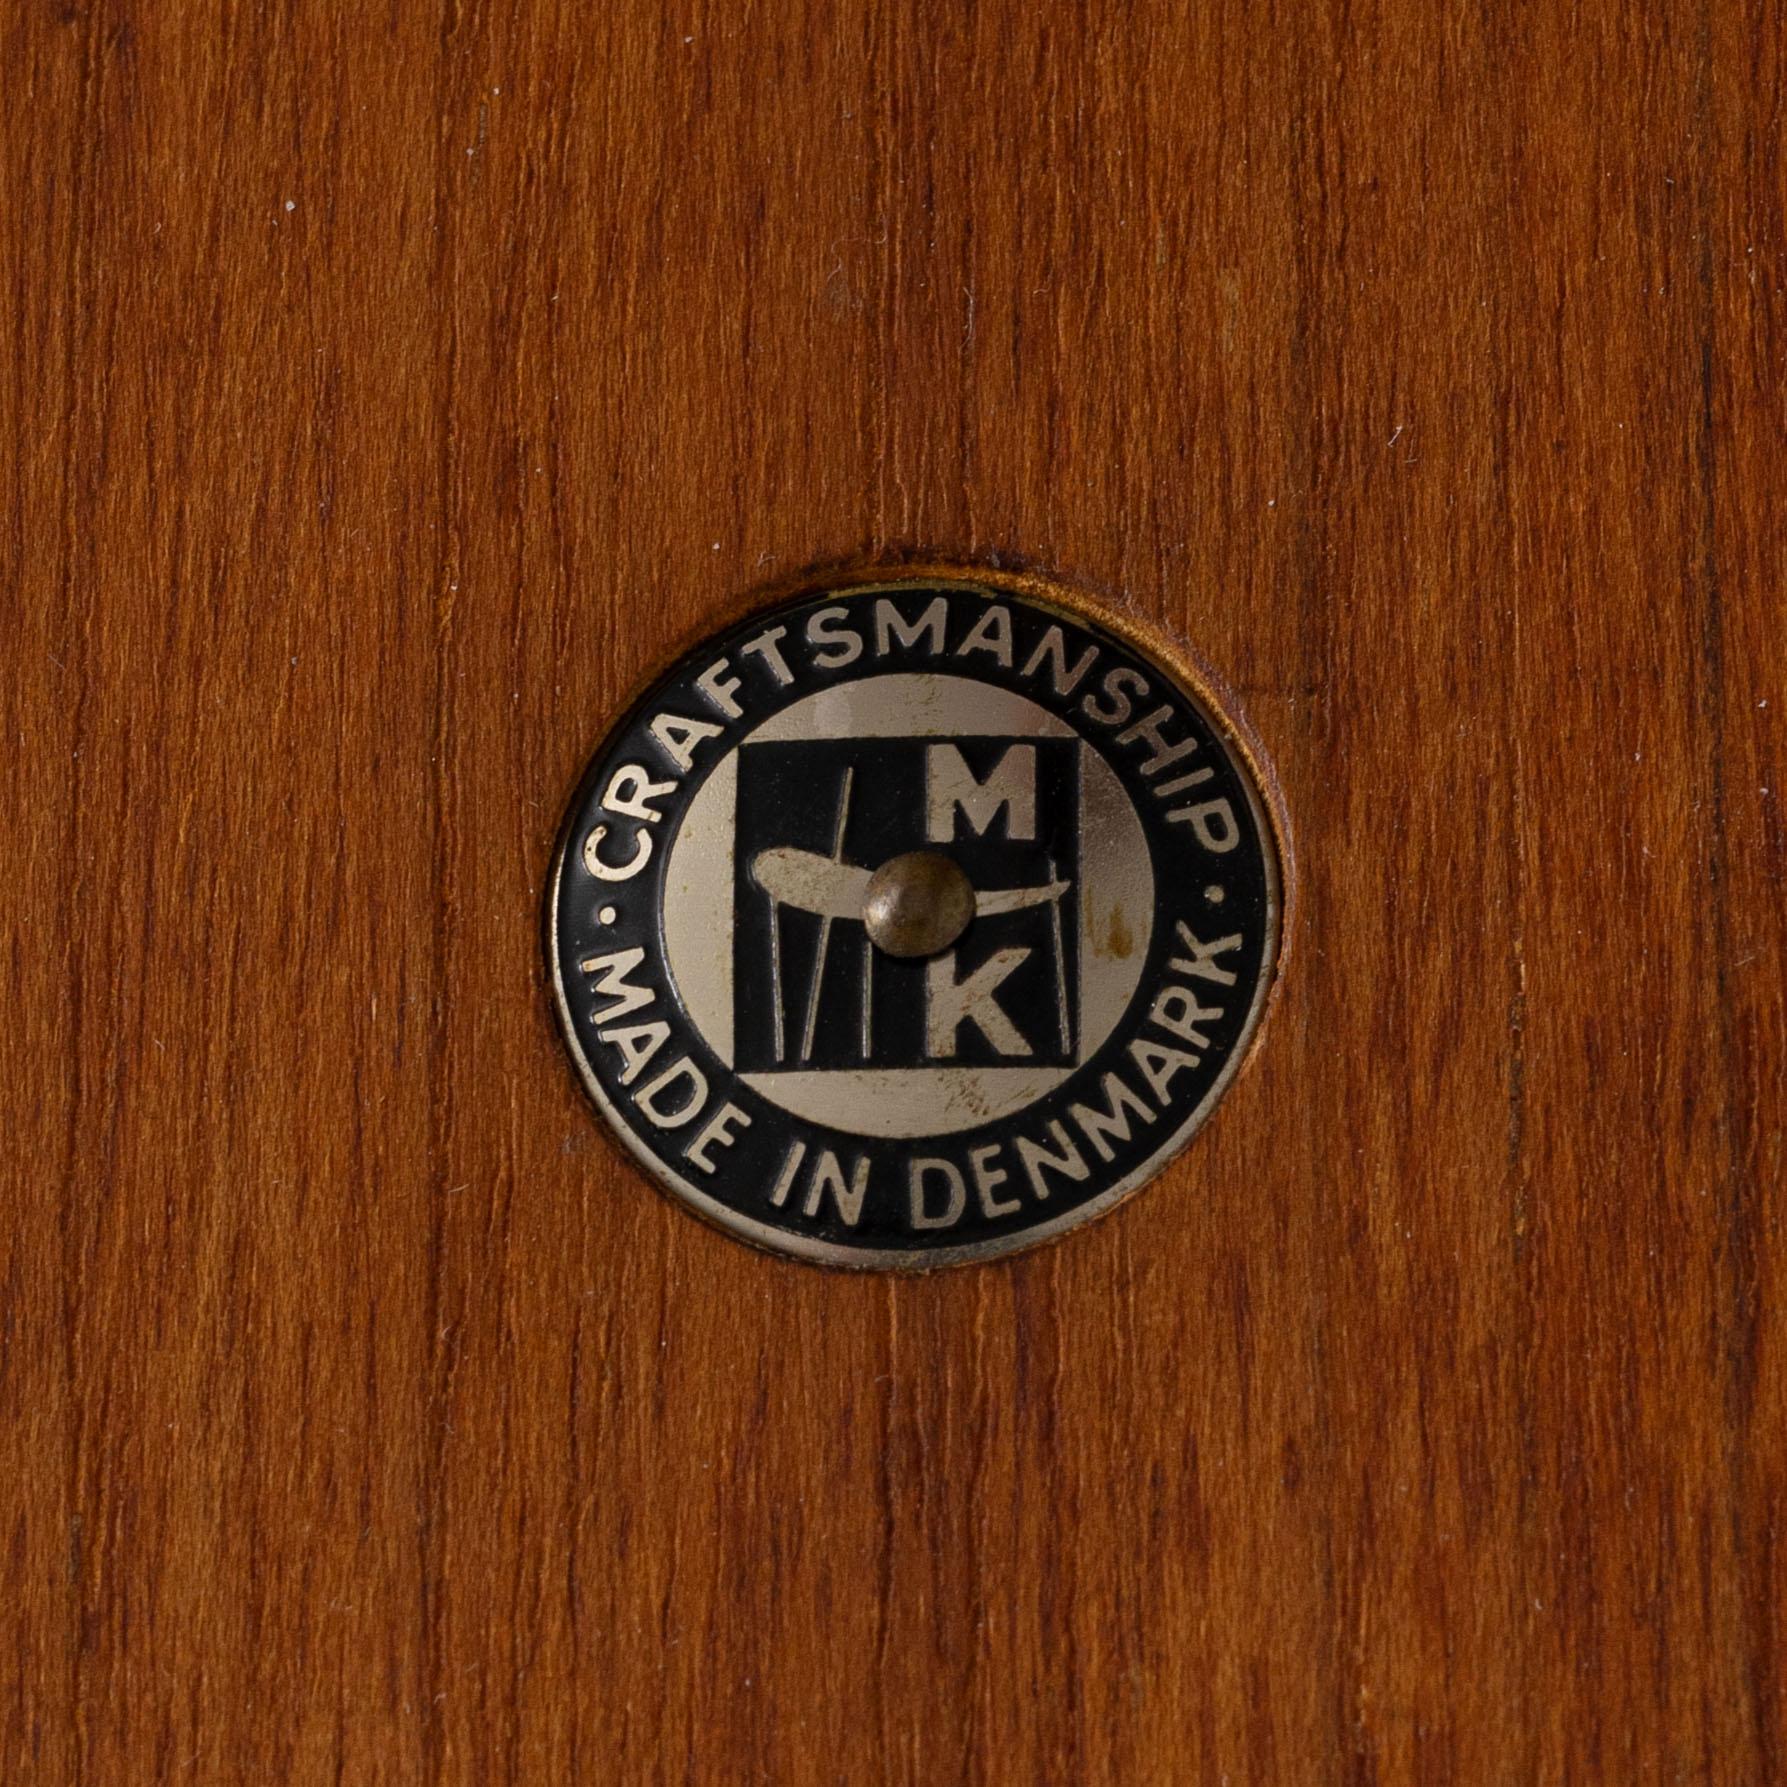 · CRAFTSMANSHIP ·
M
K
MADE IN DENMARK